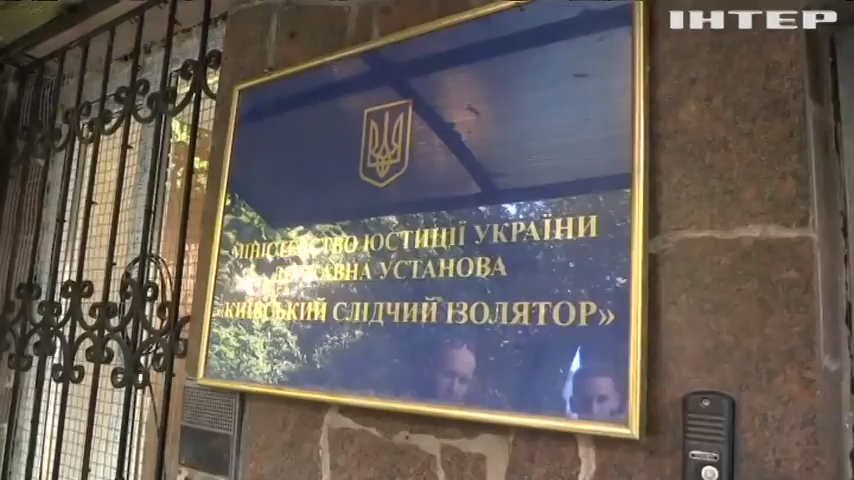 ІНТЕР
МІНІСТЕРСТВО ЮСТИЦІЇ УКРАЇНИ
ДЕРЖАВНА УСТАНОВА
«КИЇВСЬКИЙ СЛІДЧИЙ ІЗОЛЯТОР»